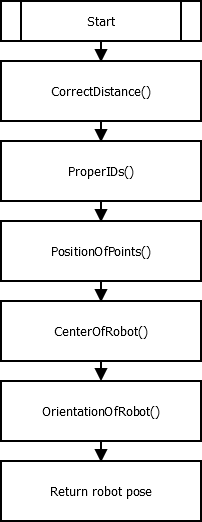 Start
CorrectDistance()
ProperIDs()
PositionOfPoints()
CenterOfRobot()
OrientationOfRobot()
Return robot pose